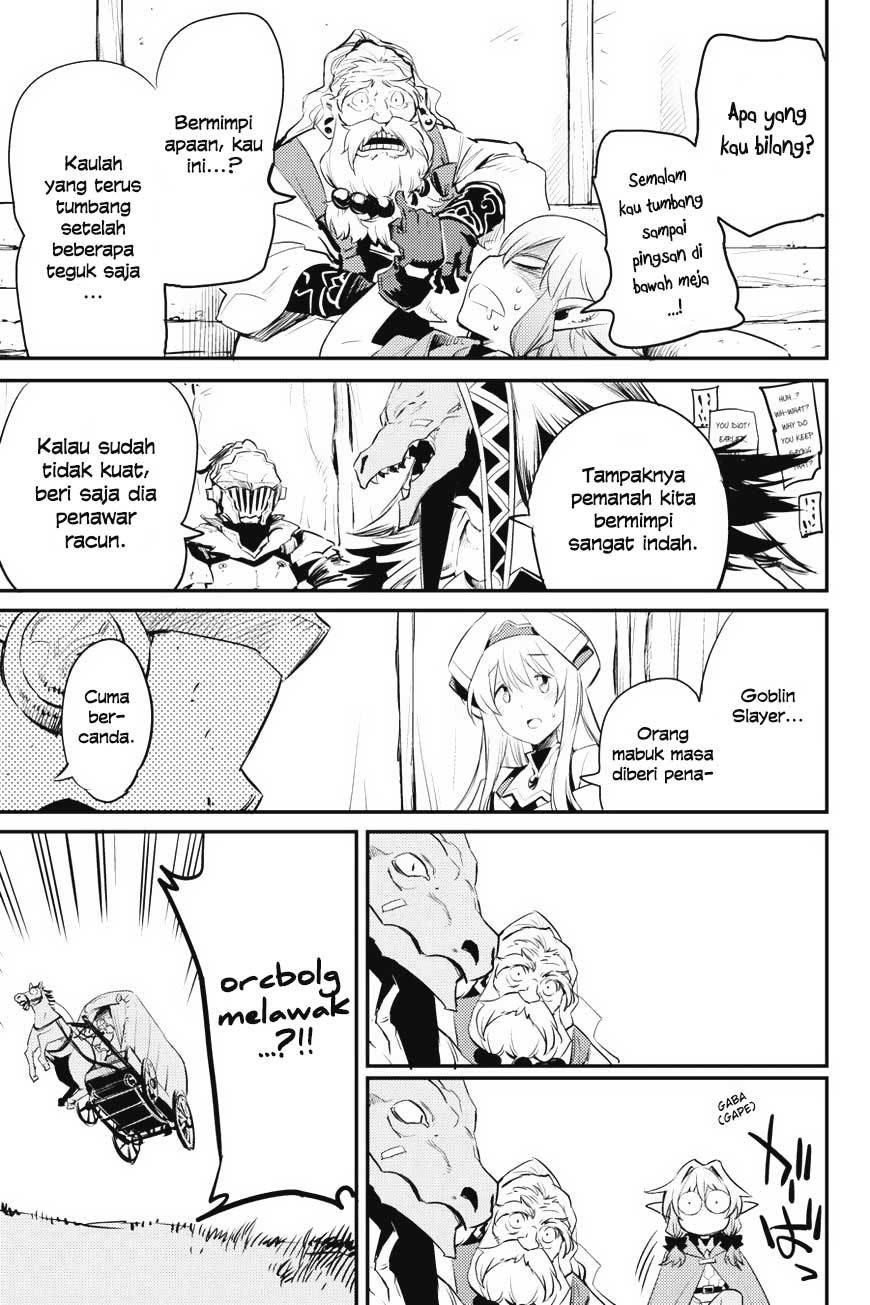 Apa yang
kau bilang?
Semalam
kau tumbang
sampai
pingsan di
bawah meja
...!
Bermimpi
apaan, kau
ini...?
Kaulah
yang terus
tumbang
setelah
beberapa
teguk saja
...
HUH..?
WH-WHAT?
WHY DO
YOU KEEP
YOU IDIOT!
EARLIER
Tampaknya
pemanah kita
bermimpi
sangat indah.
Kalau sudah
tidak kuat,
beri saja dia
penawar
racun.
Goblin
Slayer...
Orang
mabuk masa
diberi pena-
Cuma
ber-
canda.
GABA
(GAPE)
orcbolg
melawak
...?!!